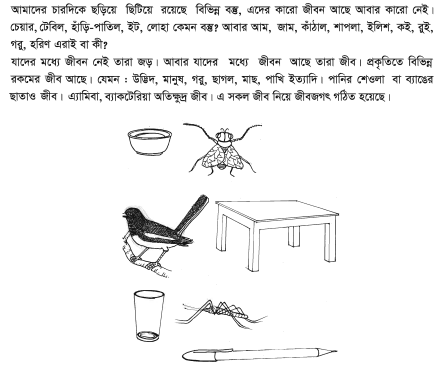 আমাদের চারদিকে ছড়িয়ে ছিটিয়ে রয়েছে বিভিন্ন বস্তু, এদের কারো জীবন আছে আবার কারো নেই।
চেয়ার, টেবিল, হাঁড়ি-পাতিল, ইট, লোহা কেমন বস্তু? আবার আম, জাম, কাঁঠাল, শাপলা, ইলিশ, কই, রুই,
গরু, হরিণ এরাই বা কী?
যাদের মধ্যে জীবন নেই তারা জড়। আবার যাদের মধ্যে জীবন আছে তারা জীব। প্রকৃতিতে বিভিন্ন
রকমের জীব আছে। যেমন : উদ্ভিদ, মানুষ, গরু, ছাগল, মাছ, পাখি ইত্যাদি। পানির শেওলা বা ব্যাঙের
ছাতাও জীব। এ্যামিবা, ব্যাকটেরিয়া অতিক্ষুদ্র জীব। এ সকল জীব নিয়ে জীবজগৎ গঠিত হয়েছে।